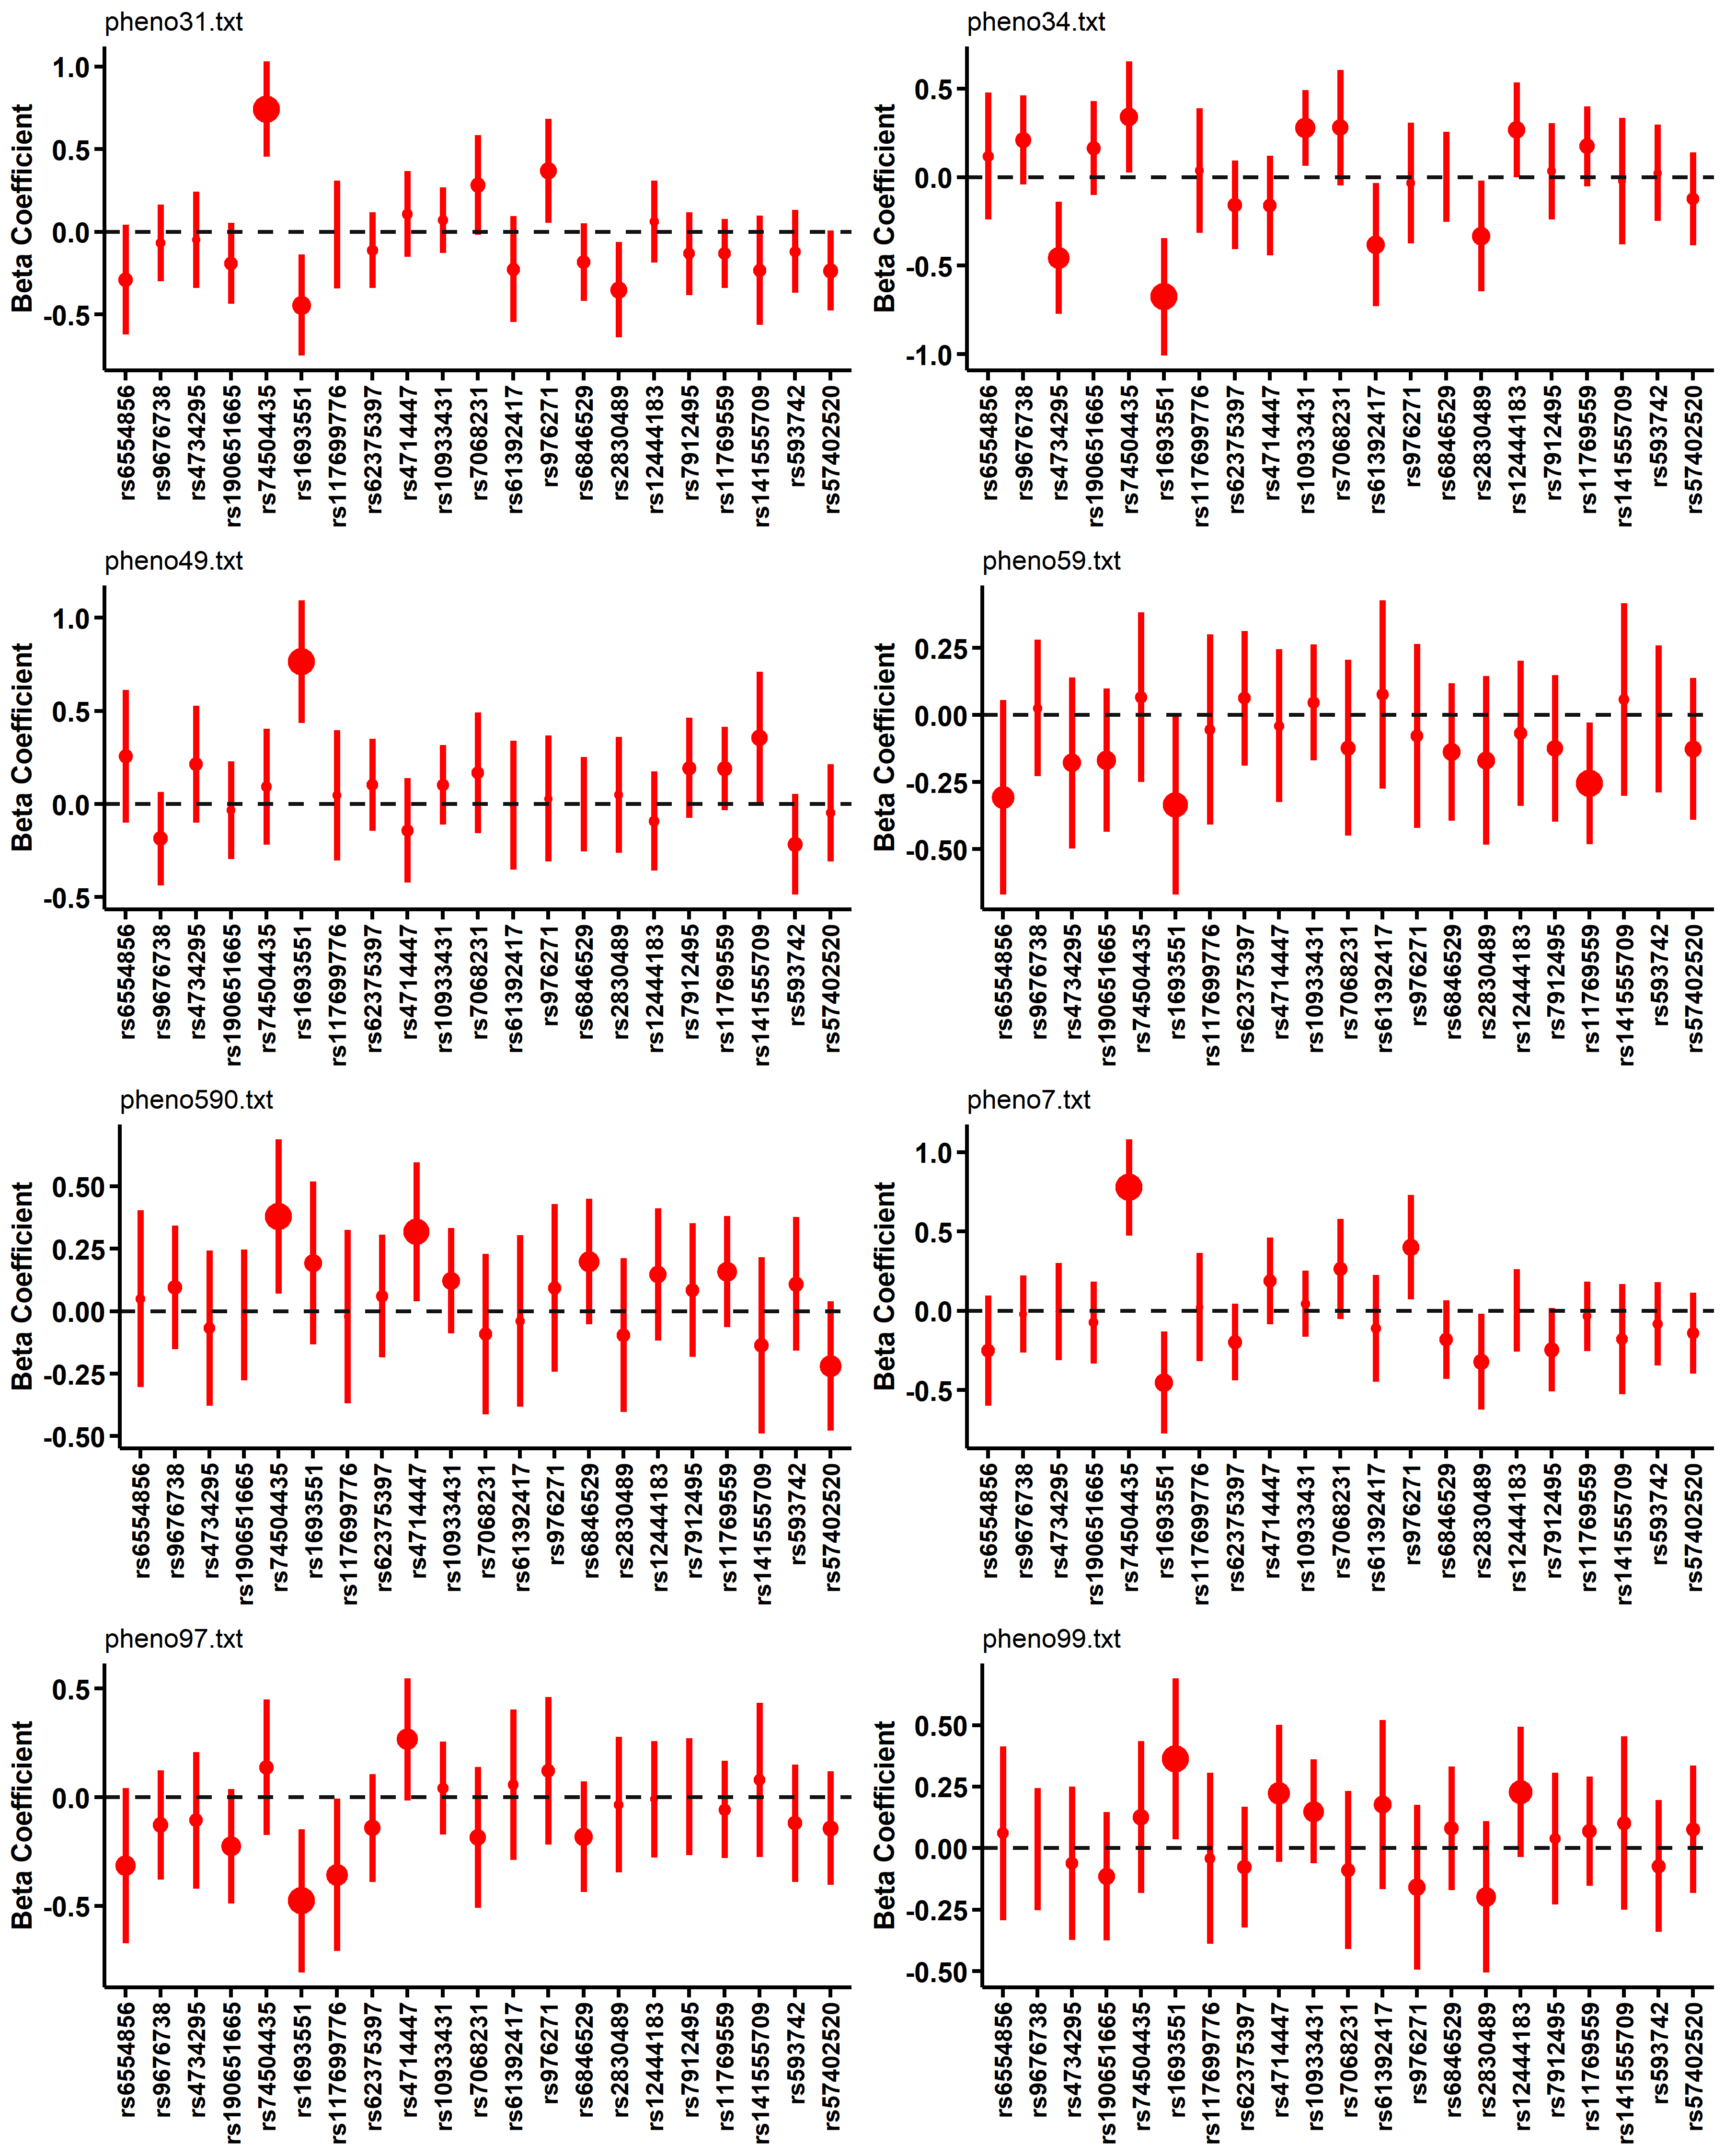 pheno31.txt
Beta Coefficient
1.0
0.5
0.0
-0.5
rs6554856
rs9676738
rs4734295
rs190651665
rs74504435
rs1693551
rs117699776
rs62375397
rs4714447
rs10933431
rs7068231
rs61392417
rs976271
rs6846529
rs2830489
rs12444183
rs7912495
rs11769559
rs141555709
rs593742
rs57402520
pheno34.txt
Beta Coefficient
0.5
0.0
-0.5
-1.0
rs6554856
rs9676738
rs4734295
rs190651665
rs74504435
rs1693551
rs117699776
rs62375397
rs4714447
rs10933431
rs7068231
rs61392417
rs976271
rs6846529
rs2830489
rs12444183
rs7912495
rs11769559
rs141555709
rs593742
rs57402520
pheno49.txt
Beta Coefficient
1.0
0.5
0.0
-0.5
rs6554856
rs9676738
rs4734295
rs190651665
rs74504435
rs1693551
rs117699776
rs62375397
rs4714447
rs10933431
rs7068231
rs61392417
rs976271
rs6846529
rs2830489
rs12444183
rs7912495
rs11769559
rs141555709
rs593742
rs57402520
pheno59.txt
Beta Coefficient
0.25
0.00
-0.25
-0.50
rs6554856
rs9676738
rs4734295
rs190651665
rs74504435
rs1693551
rs117699776
rs62375397
rs4714447
rs10933431
rs7068231
rs61392417
rs976271
rs6846529
rs2830489
rs12444183
rs7912495
rs11769559
rs141555709
rs593742
rs57402520
pheno590.txt
Beta Coefficient
0.50
0.25
0.00
-0.25
-0.50
rs6554856
rs9676738
rs4734295
rs190651665
rs74504435
rs1693551
rs117699776
rs62375397
rs4714447
rs10933431
rs7068231
rs61392417
rs976271
rs6846529
rs2830489
rs12444183
rs7912495
rs11769559
rs141555709
rs593742
rs57402520
pheno7.txt
Beta Coefficient
1.0
0.5
0.0
-0.5
rs6554856
rs9676738
rs4734295
rs190651665
rs74504435
rs1693551
rs117699776
rs62375397
rs4714447
rs10933431
rs7068231
rs61392417
rs976271
rs6846529
rs2830489
rs12444183
rs7912495
rs11769559
rs141555709
rs593742
rs57402520
pheno97.txt
Beta Coefficient
0.5
0.0
-0.5
rs6554856
rs9676738
rs4734295
rs190651665
rs74504435
rs1693551
rs117699776
rs62375397
rs4714447
rs10933431
rs7068231
rs61392417
rs976271
rs6846529
rs2830489
rs12444183
rs7912495
rs11769559
rs141555709
rs593742
rs57402520
pheno99.txt
Beta Coefficient
0.50
0.25
0.00
-0.25
-0.50
rs6554856
rs9676738
rs4734295
rs190651665
rs74504435
rs1693551
rs117699776
rs62375397
rs4714447
rs10933431
rs7068231
rs61392417
rs976271
rs6846529
rs2830489
rs12444183
rs7912495
rs11769559
rs141555709
rs593742
rs57402520